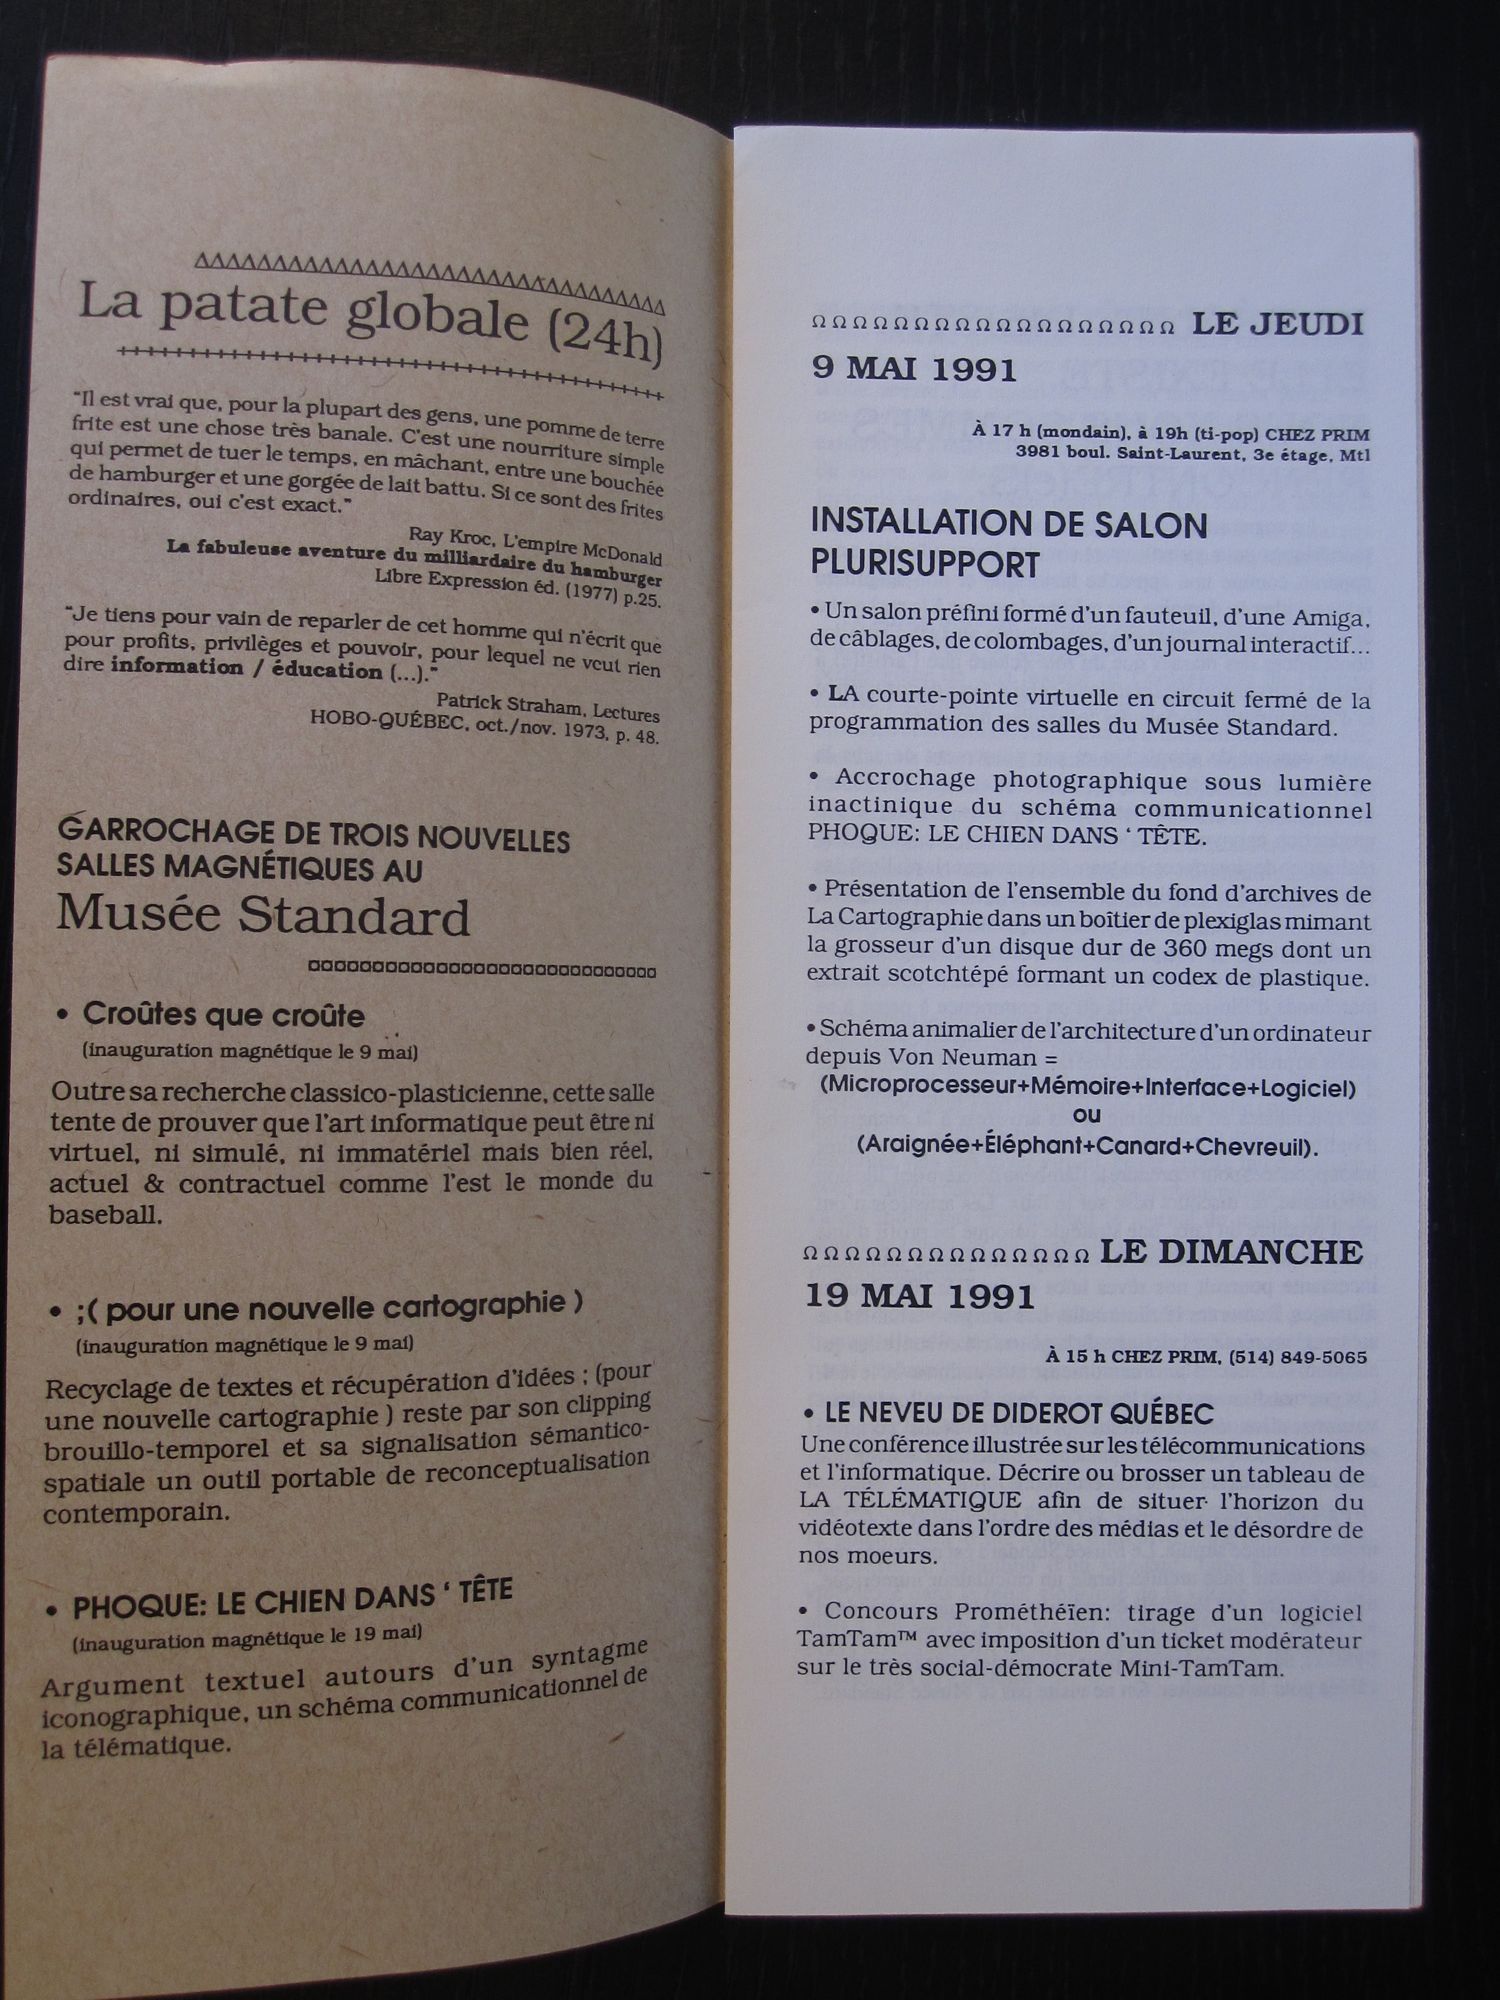 ΔΔΔΔΔΔΔΔΔΔΔΔΔΔΔΔΔΔΔΔΔΔΔΔΔΔΔΔΔΔ
La patate globale (24h)
++++++++++++++++++++++++++++++++++++
"Il est vrai que, pour la plupart des gens, une pomme de terre
frite est une chose très banale. C'est une nourriture simple
qui permet de tuer le temps, en mâchant, entre une bouchée
de hamburger et une gorgée de lait battu. Si ce sont des frites
ordinaires, oui c'est exact."
Ray Kroc, L'empire McDonald
La fabuleuse aventure du milliardaire du hamburger
Libre Expression éd. (1977) p.25.
"Je tiens pour vain de reparler de cet homme qui n'écrit que
pour profits, privilèges et pouvoir, pour lequel ne veut rien
dire information / éducation (...)."
Patrick Straham, Lectures
HOBO-QUÉBEC, oct./nov. 1973, p. 48.
GARROCHAGE DE TROIS NOUVELLES
SALLES MAGNÉTIQUES AU
Musée Standard
¤¤¤¤¤¤¤¤¤¤¤¤¤¤¤¤¤¤¤¤¤¤¤¤¤¤¤
• Croûtes que croûte
(inauguration magnétique le 9 mai)
Outre sa recherche classico-plasticienne, cette salle
tente de prouver que l'art informatique peut être ni
virtuel, ni simulé, ni immatériel mais bien réel,
actuel & contractuel comme l'est le monde du
baseball.
• ;( pour une nouvelle cartographie )
(inauguration magnétique le 9 mai)
Recyclage de textes et récupération d'idées ; (pour
une nouvelle cartographie ) reste par son clipping
brouillo-temporel et sa signalisation sémantico-
spatiale un outil portable de reconceptualisation
contemporain.
• PHOQUE: LE CHIEN DANS ' TÊTE
(inauguration magnétique le 19 mai)
Argument textuel autours d'un syntagme
iconographique, un schéma communicationnel de
la télématique.
ΩΩΩΩΩΩΩΩΩΩΩΩΩΩΩΩΩΩ LE JEUDI
9 MAI 1991
À 17 h (mondain), à 19h (ti-pop) CHEZ PRIM
3981 boul. Saint-Laurent, 3e étage, Mtl
INSTALLATION DE SALON
PLURISUPPORT
• Un salon préfini formé d'un fauteuil, d'une Amiga,
de câblages, de colombages, d'un journal interactif...
• LA courte-pointe virtuelle en circuit fermé de la
programmation des salles du Musée Standard.
• Accrochage photographique sous lumière
inactinique du schéma communicationnel
PHOQUE: LE CHIEN DANS ' TÊTE.
• Présentation de l'ensemble du fond d'archives de
La Cartographie dans un boîtier de plexiglas mimant
la grosseur d'un disque dur de 360 megs dont un
extrait scotchtépé formant un codex de plastique.
• Schéma animalier de l'architecture d'un ordinateur
depuis Von Neuman =
(Microprocesseur+Mémoire+Interface+Logiciel)
ou
(Araignée+Éléphant+Canard+Chevreuil).
ΩΩΩΩΩΩΩΩΩΩΩΩΩΩ LE DIMANCHE
19 MAI 1991
À 15 h CHEZ PRIM, (514) 849-5065
• LE NEVEU DE DIDEROT QUÉBEC
Une conférence illustrée sur les télécommunications
et l'informatique. Décrire ou brosser un tableau de
LA TÉLÉMATIQUE afin de situer l'horizon du
vidéotexte dans l'ordre des médias et le désordre de
nos moeurs.
• Concours Prométhéïen: tirage d'un logiciel
TamTam™ avec imposition d'un ticket modérateur
sur le très social-démocrate Mini-TamTam.